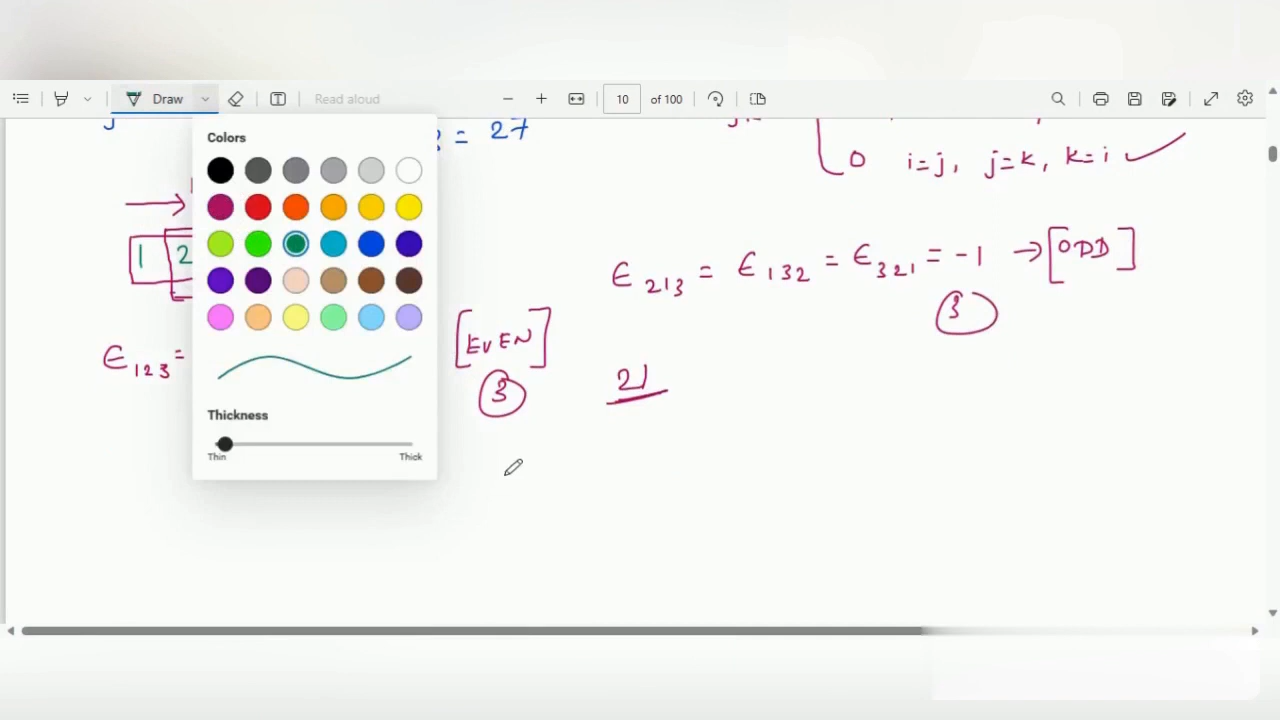 Draw
Read aloud
10 of 100
Colors
Thickness
Thin Thick
= 27
0 i=j, j=k, k=i
1 2
ϵ213 = ϵ132 = ϵ321 = -1 → [ODD]
3
ϵ123 =
[EVEN]
3
21